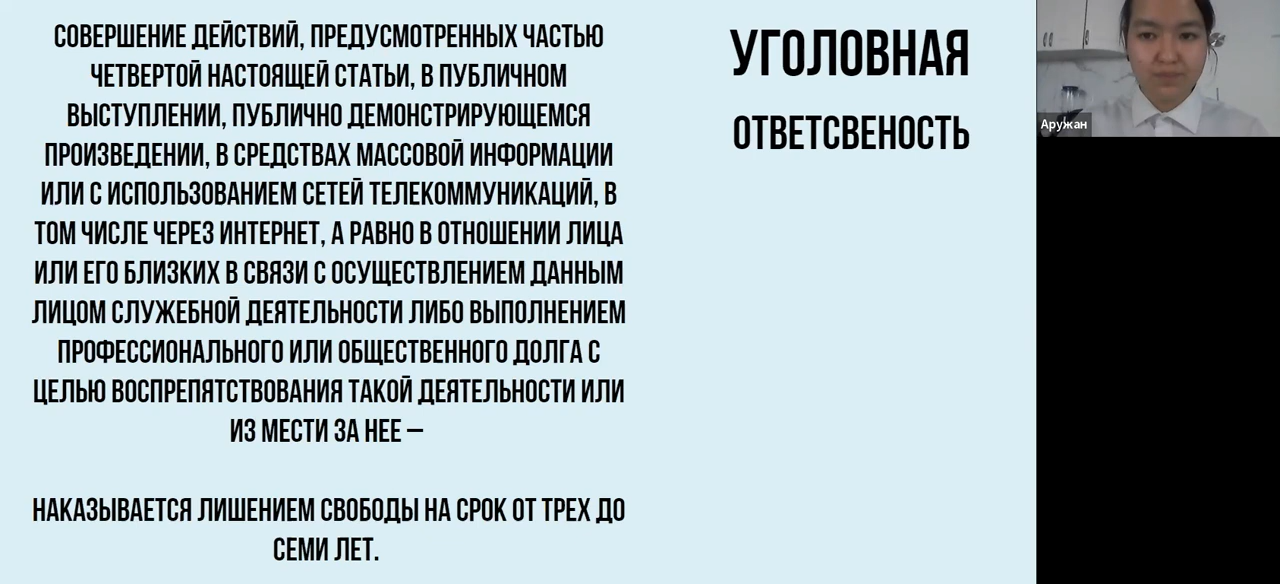 СОВЕРШЕНИЕ ДЕЙСТВИЙ, ПРЕДУСМОТРЕННЫХ ЧАСТЬЮ
ЧЕТВЕРТОЙ НАСТОЯЩЕЙ СТАТЬИ, В ПУБЛИЧНОМ
ВЫСТУПЛЕНИИ, ПУБЛИЧНО ДЕМОНСТРИРУЮЩЕМСЯ
ПРОИЗВЕДЕНИИ, В СРЕДСТВАХ МАССОВОЙ ИНФОРМАЦИИ
ИЛИ С ИСПОЛЬЗОВАНИЕМ СЕТЕЙ ТЕЛЕКОММУНИКАЦИЙ, В
ТОМ ЧИСЛЕ ЧЕРЕЗ ИНТЕРНЕТ, А РАВНО В ОТНОШЕНИИ ЛИЦА
ИЛИ ЕГО БЛИЗКИХ В СВЯЗИ С ОСУЩЕСТВЛЕНИЕМ ДАННЫМ
ЛИЦОМ СЛУЖЕБНОЙ ДЕЯТЕЛЬНОСТИ ЛИБО ВЫПОЛНЕНИЕМ
ПРОФЕССИОНАЛЬНОГО ИЛИ ОБЩЕСТВЕННОГО ДОЛГА С
ЦЕЛЬЮ ВОСПРЕПЯТСТВОВАНИЯ ТАКОЙ ДЕЯТЕЛЬНОСТИ ИЛИ
ИЗ МЕСТИ ЗА НЕЕ –
НАКАЗЫВАЕТСЯ ЛИШЕНИЕМ СВОБОДЫ НА СРОК ОТ ТРЕХ ДО
СЕМИ ЛЕТ.
УГОЛОВНАЯ
ОТВЕТСВЕНОСТЬ
Аружан